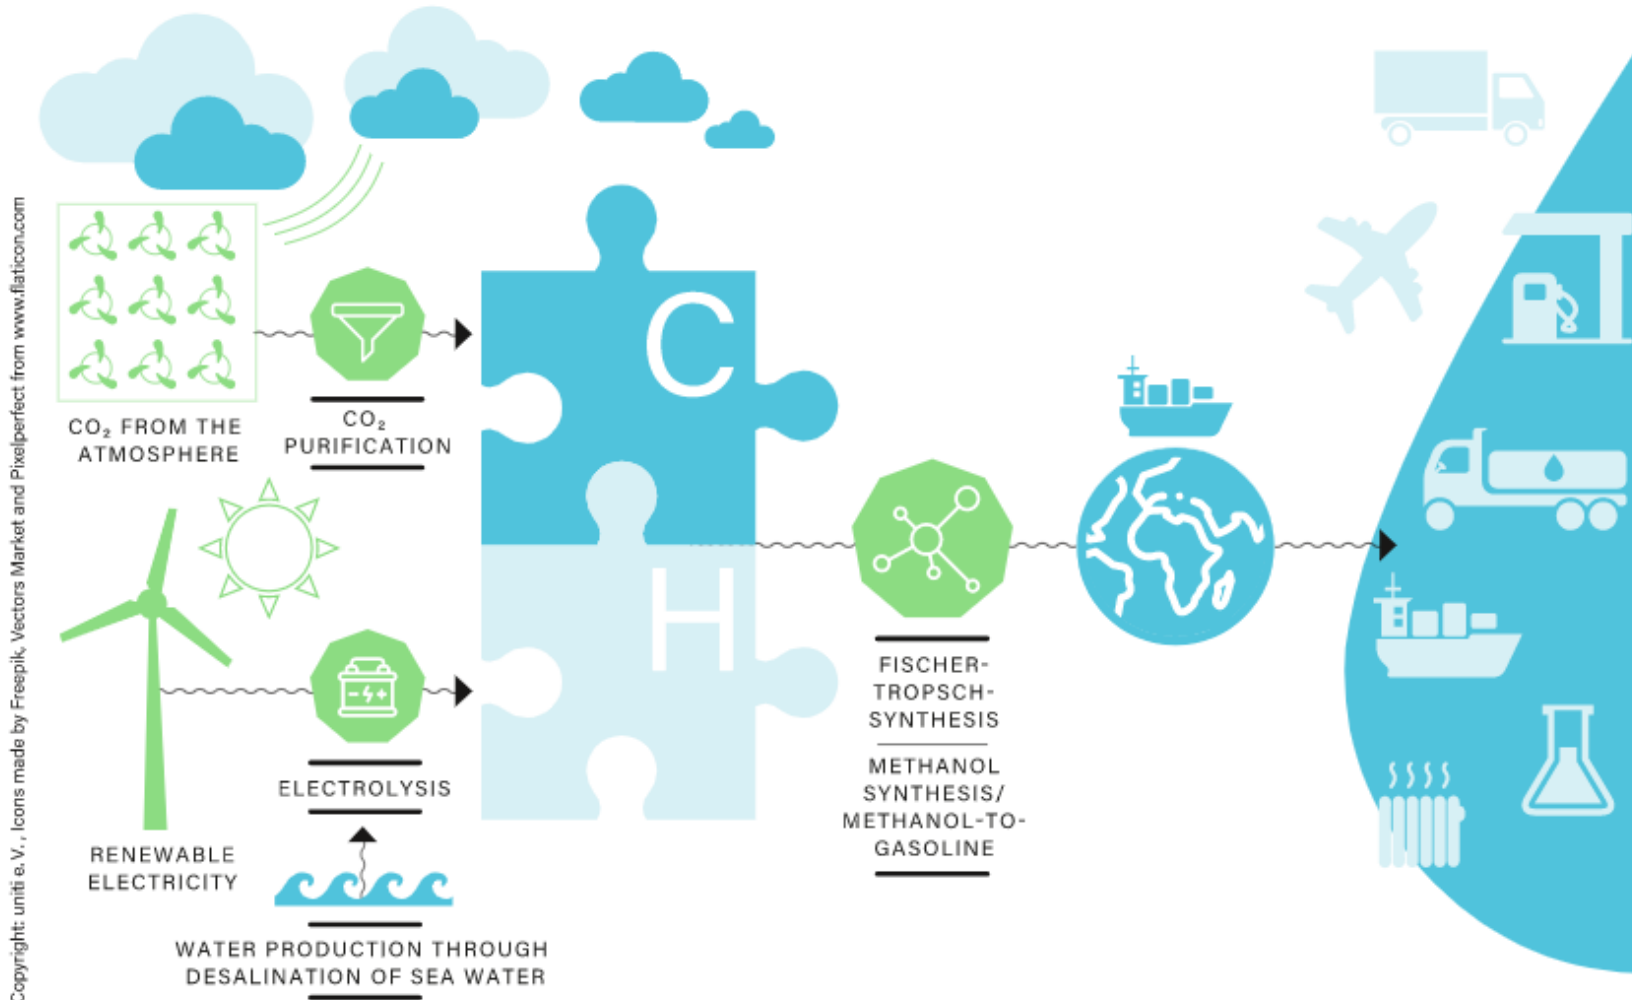 CO₂ FROM THE
ATMOSPHERE
CO₂
PURIFICATION
C
H
RENEWABLE
ELECTRICITY
ELECTROLYSIS
WATER PRODUCTION THROUGH
DESALINATION OF SEA WATER
FISCHER-
TROPSCH-
SYNTHESIS
METHANOL
SYNTHESIS/
METHANOL-TO-
GASOLINE
Copyright: uniti e. V. , Icons made by Freepik, Vectors Market and Pixelperfect from www.flaticon.com